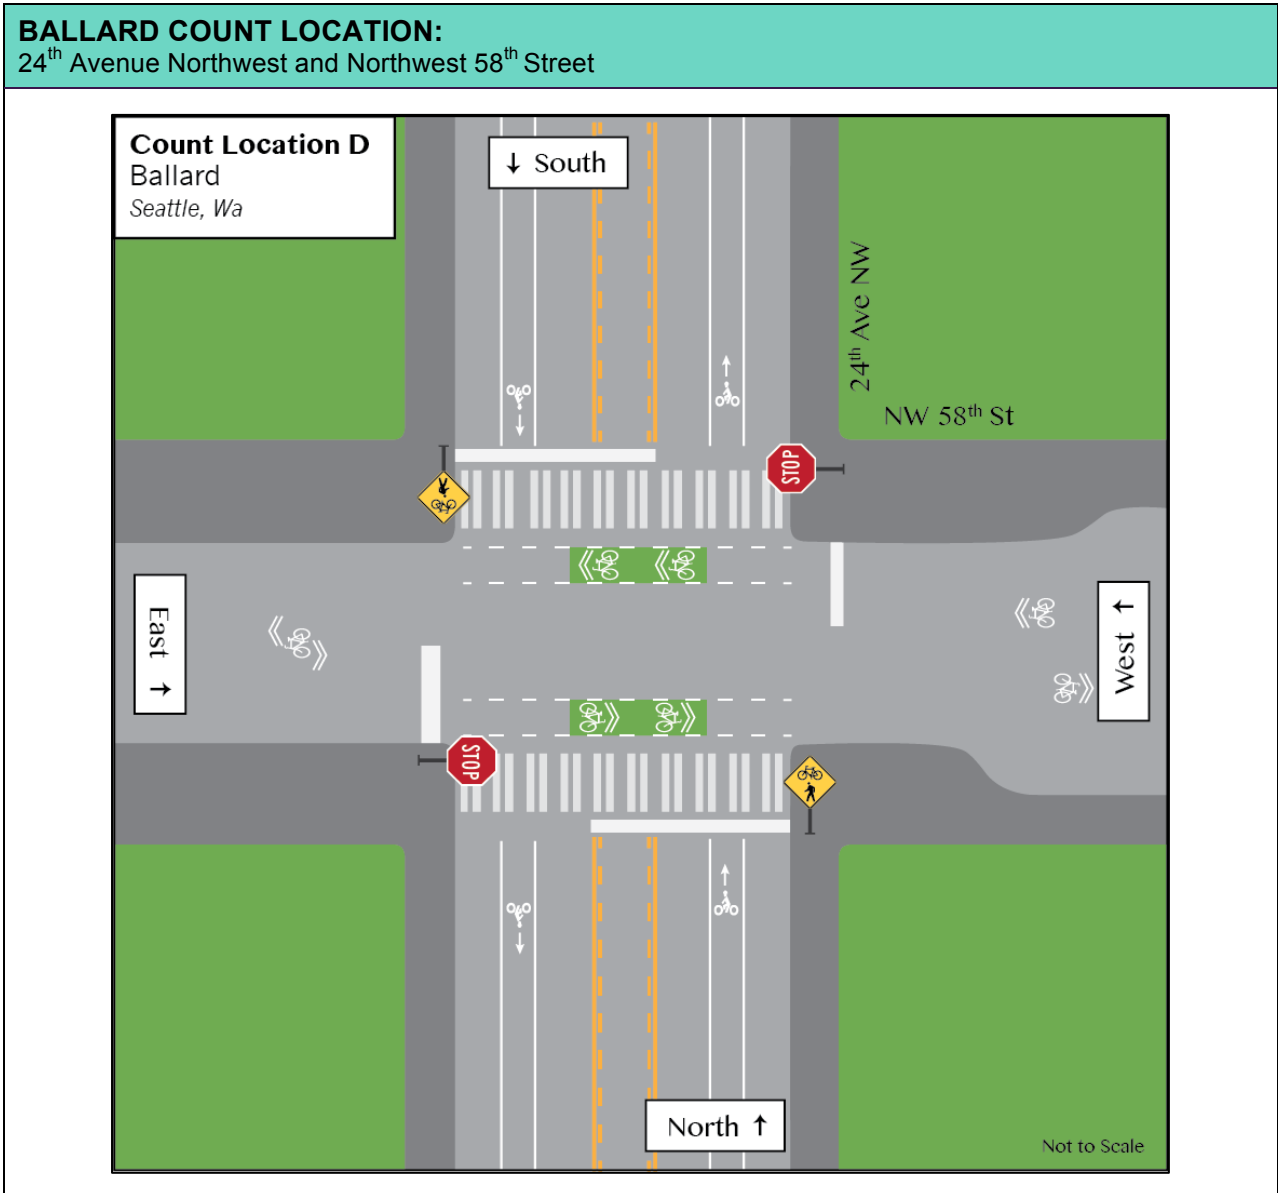 BALLARD COUNT LOCATION:
24th Avenue Northwest and Northwest 58th Street
Count Location D
Ballard
Seattle, Wa
↓ South
24th Ave NW
NW 58th St
STOP
East ↑
West ↑
STOP
North ↑
Not to Scale